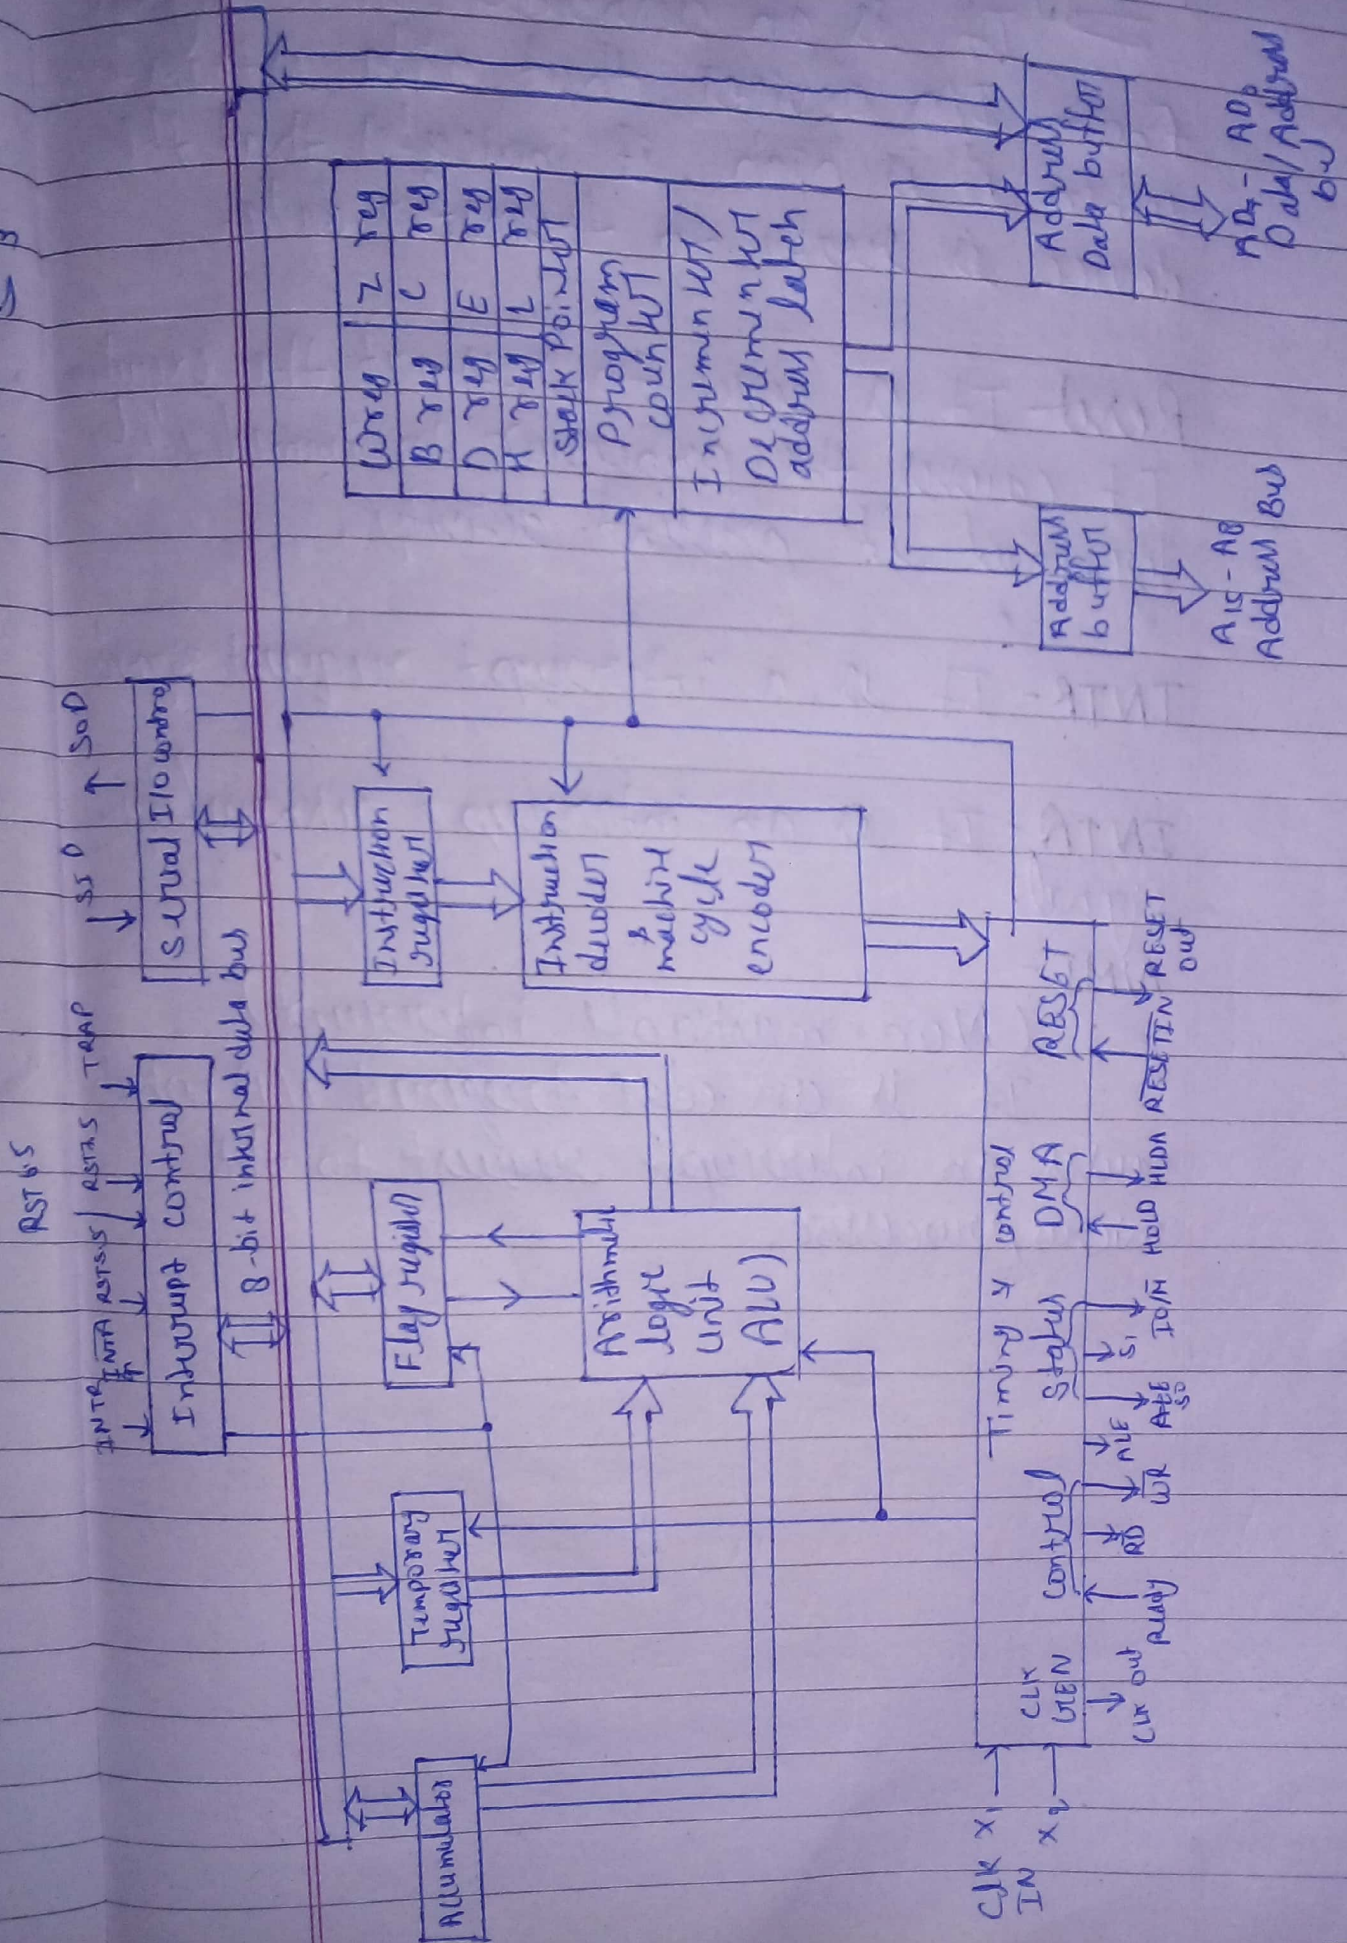 RST 6.5
INTR
INTA
RST5.5
RST7.5
TRAP
SID
SOD
Interrupt control
Serial I/O control
8-bit internal data bus
Accumulator
Temporary
register
Flag register
Arithmetic
logic
Unit
ALU)
Instruction
register
Instruction
decoder
&
machine
cycle
encoder
W reg
Z reg
B reg
C reg
D reg
E reg
H reg
L reg
Stack Pointer
Program
counter
Incrementer/
Decrementer
address latch
Timing & control
CLK X1
IN X2
CLK
GEN
Control
Status
DMA
RESET
CLK Out
Ready
RD
WR
ALE
ALE
S0
S1
IO/M
HOLD
HLDA
RESET IN
RESET
Out
Address
buffer
Address
Data buffer
A15 - A8
Address Bus
AD7 - AD0
Data/Address
bus